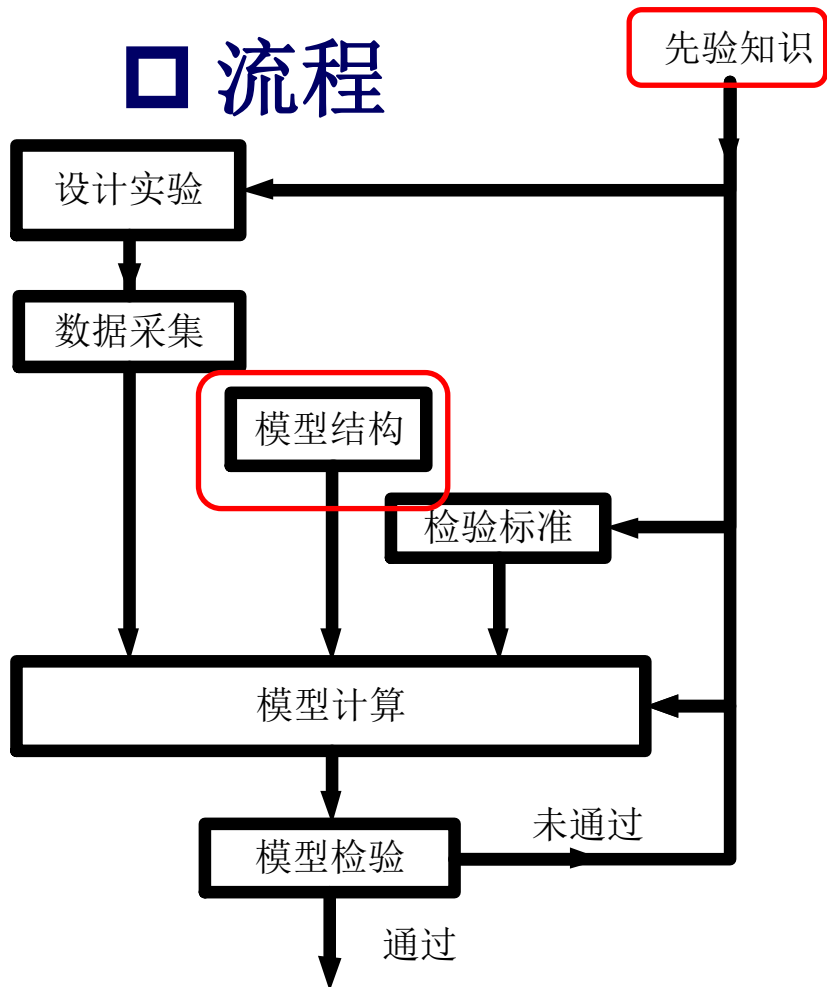 流程
先验知识
设计实验
数据采集
模型结构
检验标准
模型计算
模型检验
未通过
通过